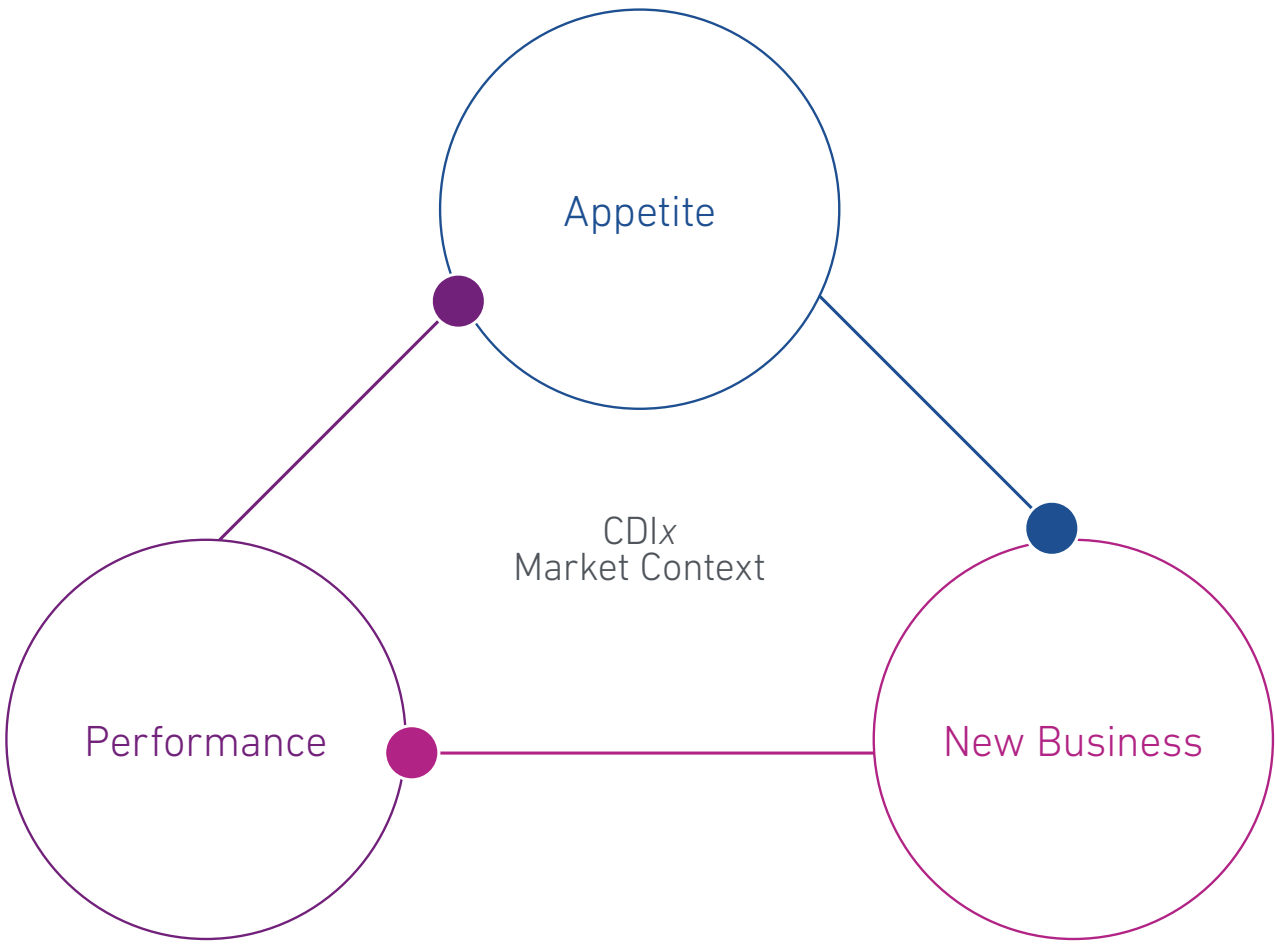 Appetite
CDIx
Market Context
Performance
New Business